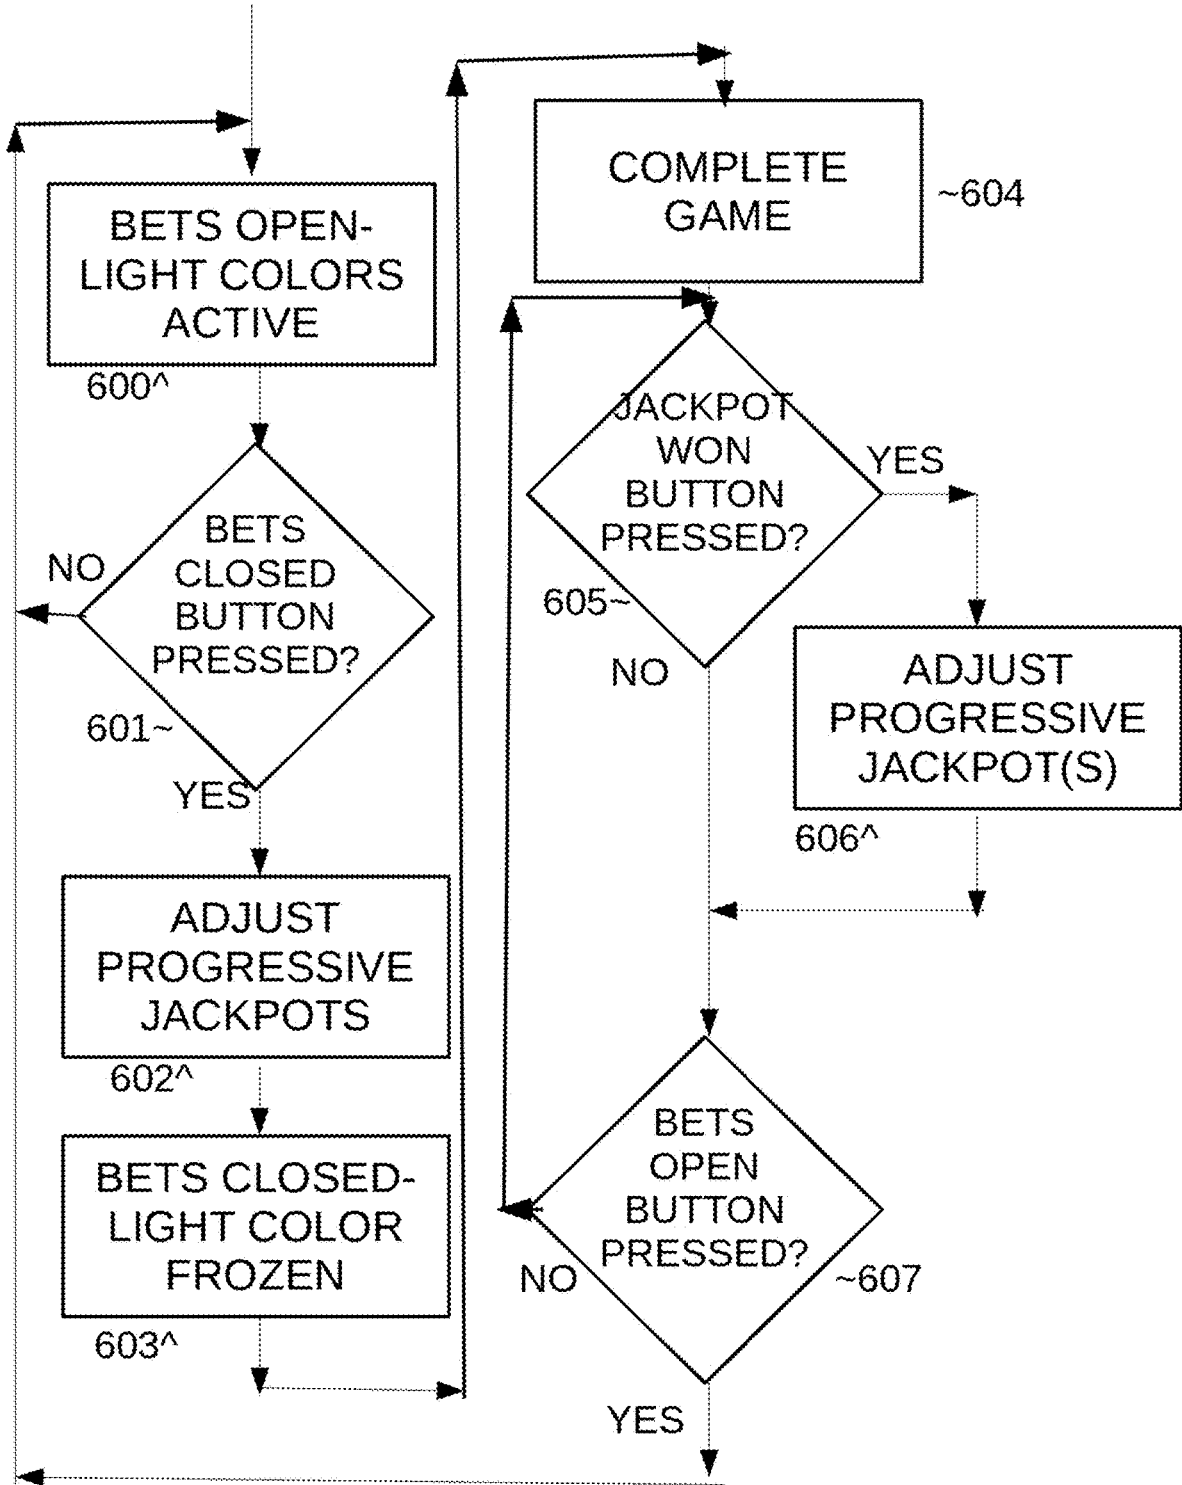 BETS OPEN-
LIGHT COLORS
ACTIVE
600^
BETS
CLOSED
BUTTON
PRESSED?
NO
601~
YES
ADJUST
PROGRESSIVE
JACKPOTS
602^
BETS CLOSED-
LIGHT COLOR
FROZEN
603^
COMPLETE
GAME
~604
JACKPOT
WON
BUTTON
PRESSED?
YES
605~
NO
ADJUST
PROGRESSIVE
JACKPOT(S)
606^
BETS
OPEN
BUTTON
PRESSED?
NO
~607
YES